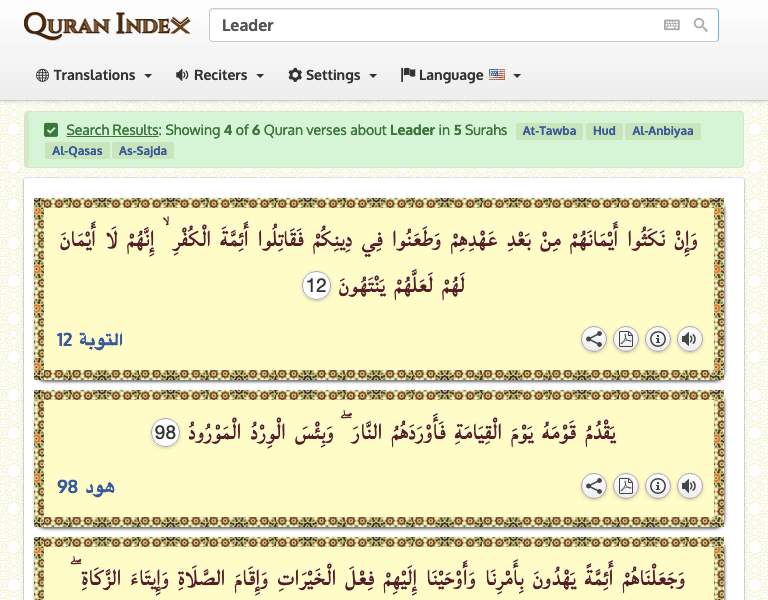 QURAN INDEX
Leader
Translations Reciters Settings Language
Search Results: Showing 4 of 6 Quran verses about Leader in 5 Surahs At-Tawba Hud Al-Anbiyaa
Al-Qasas As-Sajda
وَإِنْ نَكَثُوا أَيْمَانَهُمْ مِنْ بَعْدِ عَهْدِهِمْ وَطَعَنُوا فِي دِينِكُمْ فَقَاتِلُوا أَئِمَّةَ الْكُفْرِ ۙ إِنَّهُمْ لَا أَيْمَانَ
لَهُمْ لَعَلَّهُمْ يَنْتَهُونَ 12
التوبة 12
يَقْدُمُ قَوْمَهُ يَوْمَ الْقِيَامَةِ فَأَوْرَدَهُمُ النَّارَ ۖ وَبِئْسَ الْوِرْدُ الْمَوْرُودُ 98
هود 98
وَجَعَلْنَاهُمْ أَئِمَّةً يَهْدُونَ بِأَمْرِنَا وَأَوْحَيْنَا إِلَيْهِمْ فِعْلَ الْخَيْرَاتِ وَإِقَامَ الصَّلَاةِ وَإِيتَاءَ الزَّكَاةِ ۖ